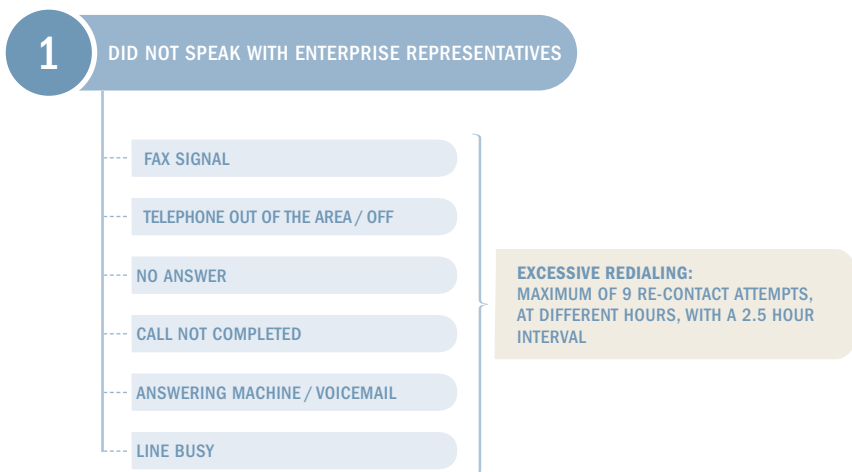 1
DID NOT SPEAK WITH ENTERPRISE REPRESENTATIVES
FAX SIGNAL
TELEPHONE OUT OF THE AREA / OFF
NO ANSWER
CALL NOT COMPLETED
ANSWERING MACHINE / VOICEMAIL
LINE BUSY
EXCESSIVE REDIALING:
MAXIMUM OF 9 RE-CONTACT ATTEMPTS,
AT DIFFERENT HOURS, WITH A 2.5 HOUR
INTERVAL